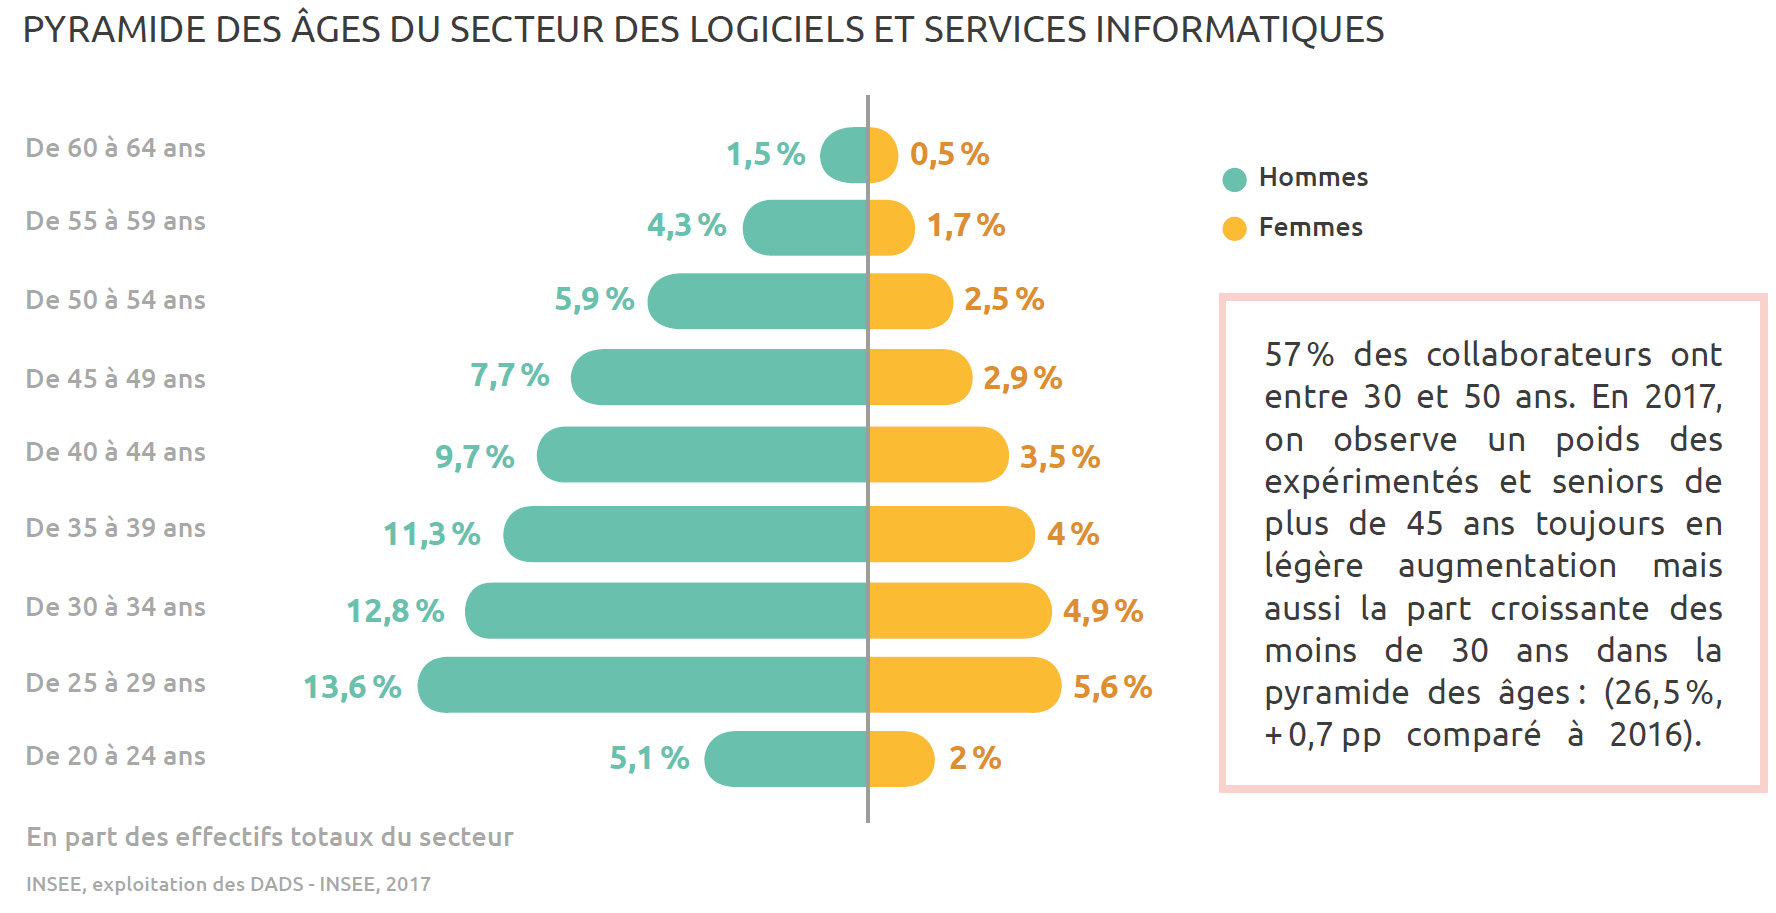 PYRAMIDE DES ÂGES DU SECTEUR DES LOGICIELS ET SERVICES INFORMATIQUES
De 60 à 64 ans 1,5 % 0,5 %
De 55 à 59 ans 4,3 % 1,7 %
De 50 à 54 ans 5,9 % 2,5 %
De 45 à 49 ans 7,7 % 2,9 %
De 40 à 44 ans 9,7 % 3,5 %
De 35 à 39 ans 11,3 % 4 %
De 30 à 34 ans 12,8 % 4,9 %
De 25 à 29 ans 13,6 % 5,6 %
De 20 à 24 ans 5,1 % 2 %
Hommes
Femmes
57 % des collaborateurs ont
entre 30 et 50 ans. En 2017,
on observe un poids des
expérimentés et seniors de
plus de 45 ans toujours en
légère augmentation mais
aussi la part croissante des
moins de 30 ans dans la
pyramide des âges : (26,5 %,
+ 0,7 pp comparé à 2016).
En part des effectifs totaux du secteur
INSEE, exploitation des DADS - INSEE, 2017